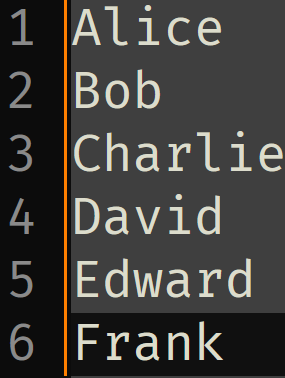 1 Alice
2 Bob
3 Charlie
4 David
5 Edward
6 Frank